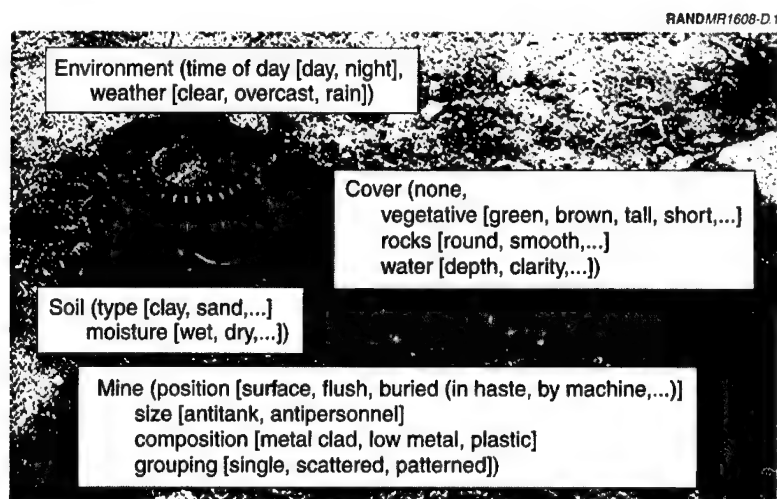 RANDMR1608-D.1
Environment (time of day [day, night],
weather [clear, overcast, rain])
Cover (none,
vegetative [green, brown, tall, short,...]
rocks [round, smooth,...]
water [depth, clarity,...])
Soil (type [clay, sand,...]
moisture [wet, dry,...])
Mine (position [surface, flush, buried (in haste, by machine,...)]
size [antitank, antipersonnel]
composition [metal clad, low metal, plastic]
grouping [single, scattered, patterned])